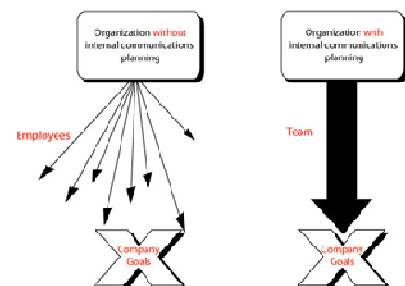 Organization without
internal communications
planning
Employees
Company
Goals
Organization with
internal communications
planning
Team
Company
Goals